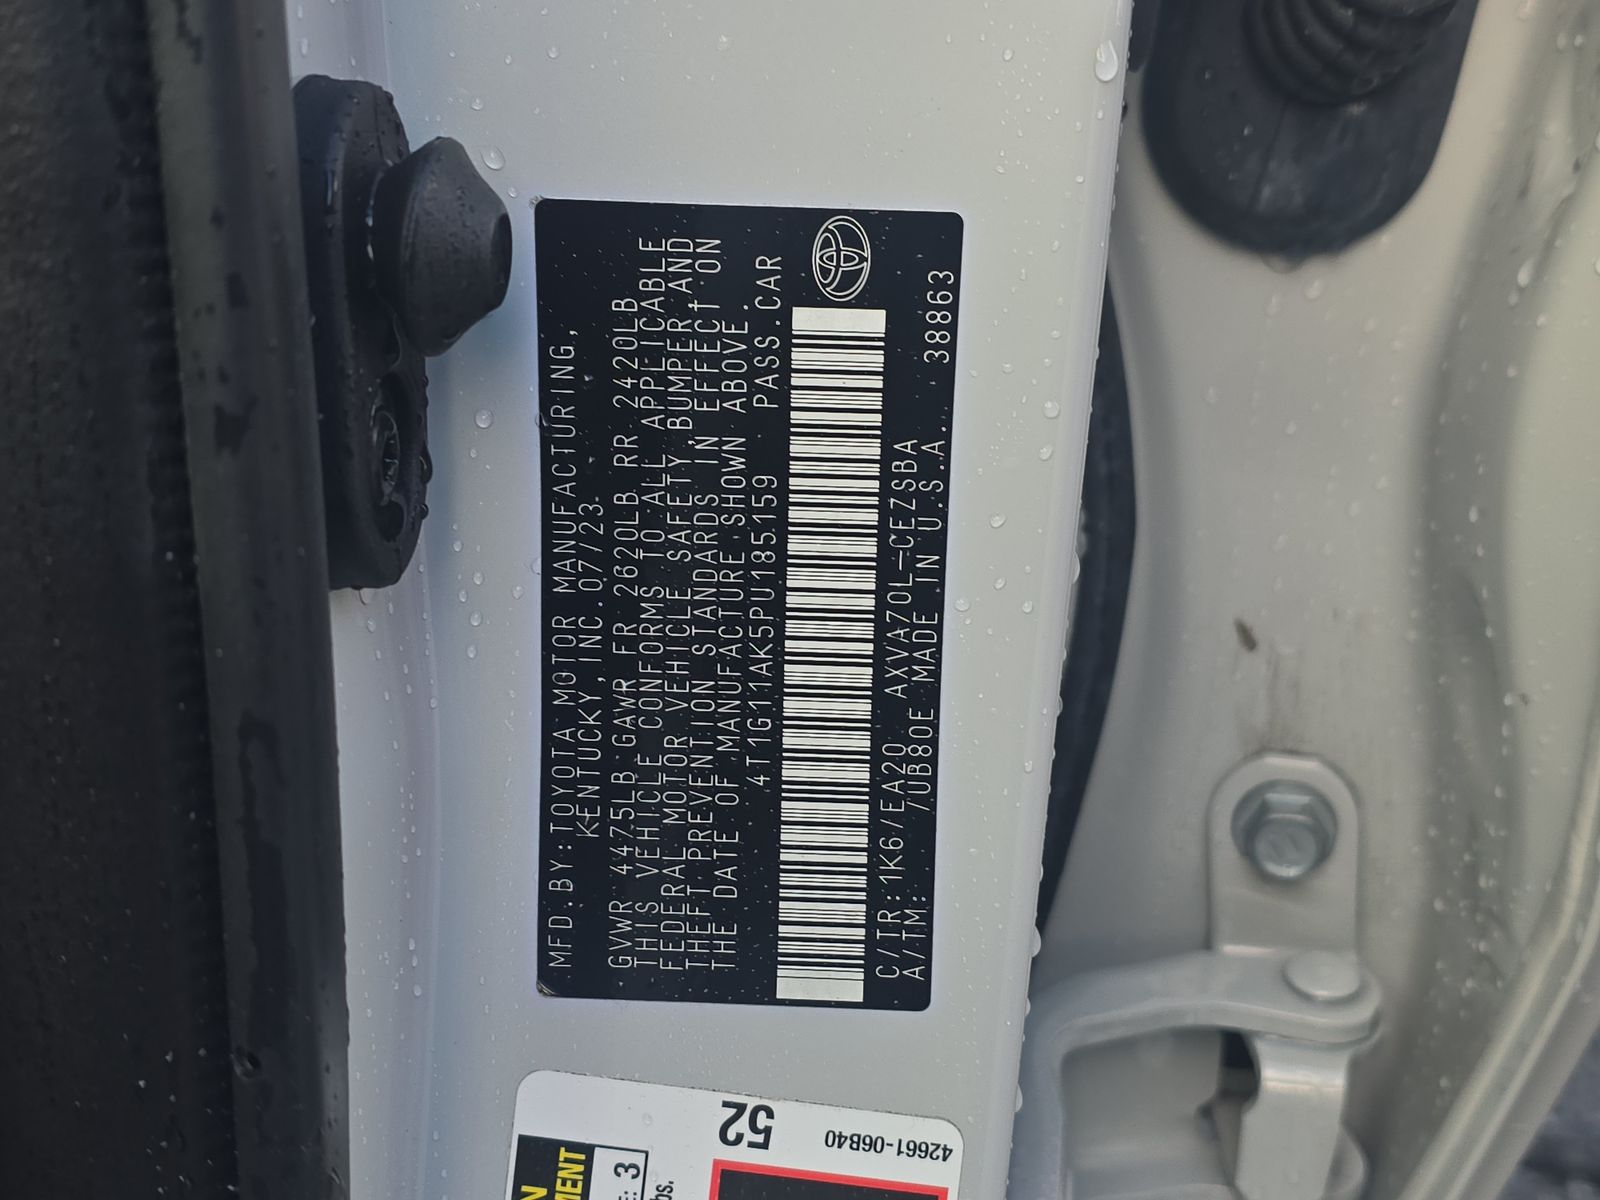 MFD.BY:TOYOTA MOTOR MANUFACTURING,
KENTUCKY,INC.07/23
GVWR 4475LB GAWR FR 2620LB RR 2420LB
THIS VEHICLE CONFORMS TO ALL APPLICABLE
FEDERAL MOTOR VEHICLE SAFETY,BUMPER,AND
THEFT PREVENTION STANDARDS IN EFFECT ON
THE DATE OF MANUFACTURE SHOWN ABOVE.
4T1G11AK5PU185159 PASS.CAR
C/TR:1K6/EA20 AXVA70L-CEZSBA
A/TM: /UB80E MADE IN U.S.A. 38863
52
42661-06B40
3